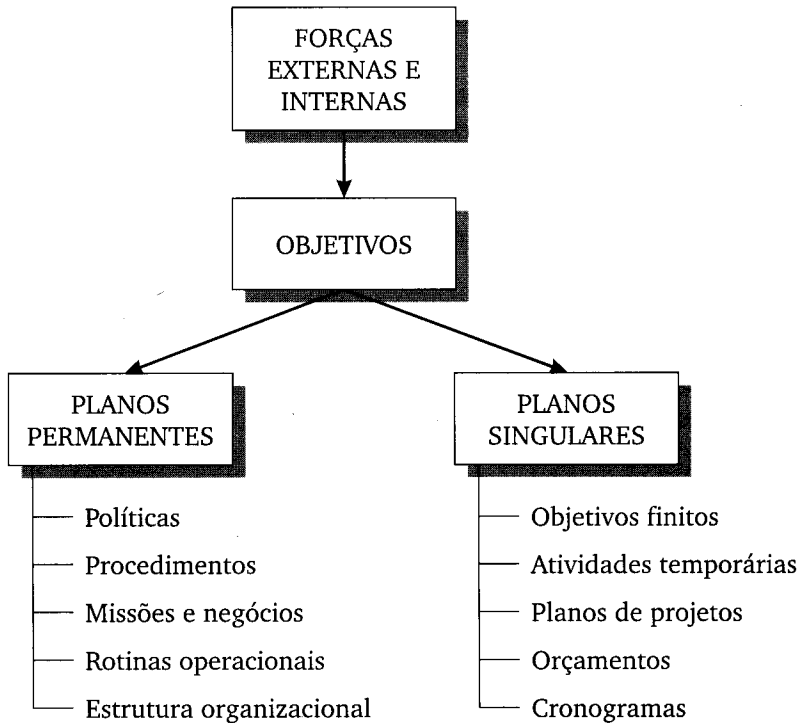 FORÇAS
EXTERNAS E
INTERNAS
OBJETIVOS
PLANOS
PERMANENTES
Políticas
Procedimentos
Missões e negócios
Rotinas operacionais
Estrutura organizacional
PLANOS
SINGULARES
Objetivos finitos
Atividades temporárias
Planos de projetos
Orçamentos
Cronogramas